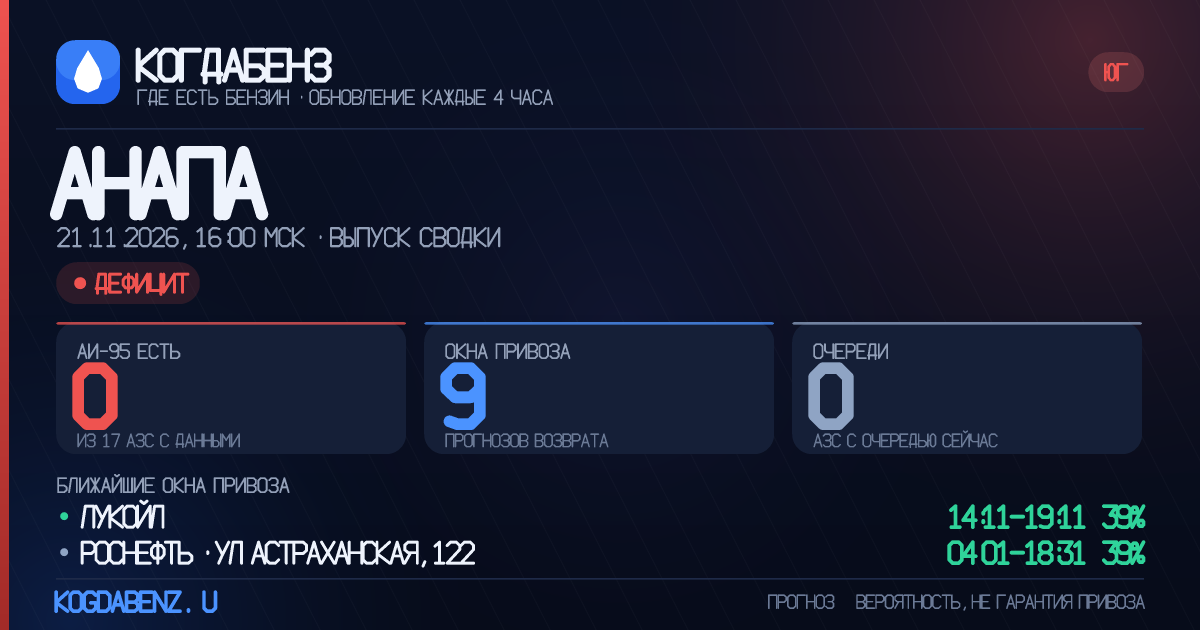 КОГДАБЕНЗ
ГДЕ ЕСТЬ БЕНЗИН · ОБНОВЛЕНИЕ КАЖДЫЕ 4 ЧАСА
ЮГ
АНАПА
21.11.2026, 16:00 МСК · ВЫПУСК СВОДКИ
• ДЕФИЦИТ
АИ-95 ЕСТЬ
0
ИЗ 17 АЗС С ДАННЫМИ
ОКНА ПРИВОЗА
9
ПРОГНОЗОВ ВОЗВРАТА
ОЧЕРЕДИ
0
АЗС С ОЧЕРЕДЬЮ СЕЙЧАС
БЛИЖАЙШИЕ ОКНА ПРИВОЗА
• ЛУКОЙЛ 14:11–19:11 39%
• РОСНЕФТЬ · УЛ АСТРАХАНСКАЯ, 122 04:01–18:31 39%
KOGDABENZ. U
ПРОГНОЗ ВЕРОЯТНОСТЬ, НЕ ГАРАНТИЯ ПРИВОЗА